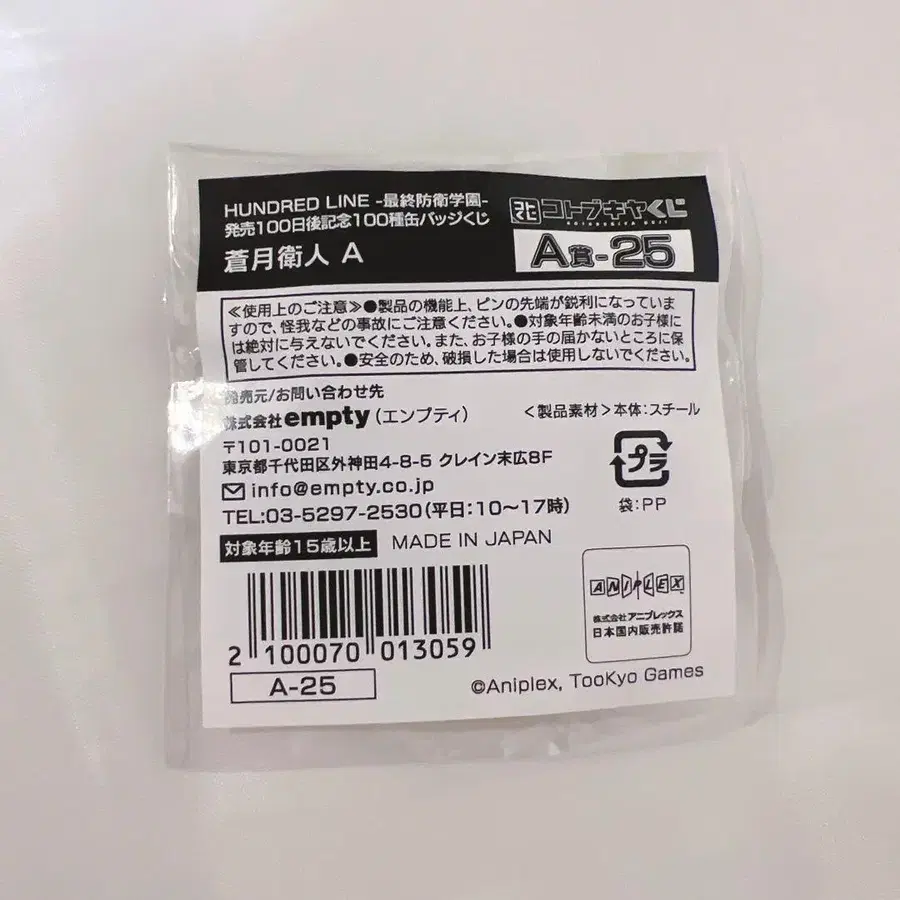 HUNDRED LINE -最終防衛学園-
発売100日後記念100種缶バッジくじ
蒼月衛人 A
コトブキヤくじ
KOTOBUKIYA KUJI
A賞-25
≪使用上のご注意≫●製品の機能上、ピンの先端が鋭利になっていま
すので、怪我などの事故にご注意ください。●対象年齢未満のお子様に
は絶対に与えないでください。また、お子様の手の届かないところに保
管してください。●安全のため、破損した場合は使用しないでください。
発売元/お問い合わせ先
株式会社empty(エンプティ)
<製品素材>本体:スチール
〒101-0021
東京都千代田区外神田4-8-5 クレイン末広8F
info@empty.co.jp
TEL:03-5297-2530(平日:10〜17時)
プラ
袋:PP
対象年齢15歳以上 MADE IN JAPAN
2 100070 013059
A-25
ANIPLEX
株式会社アニプレックス
日本国内販売許諾
©Aniplex, TooKyo Games